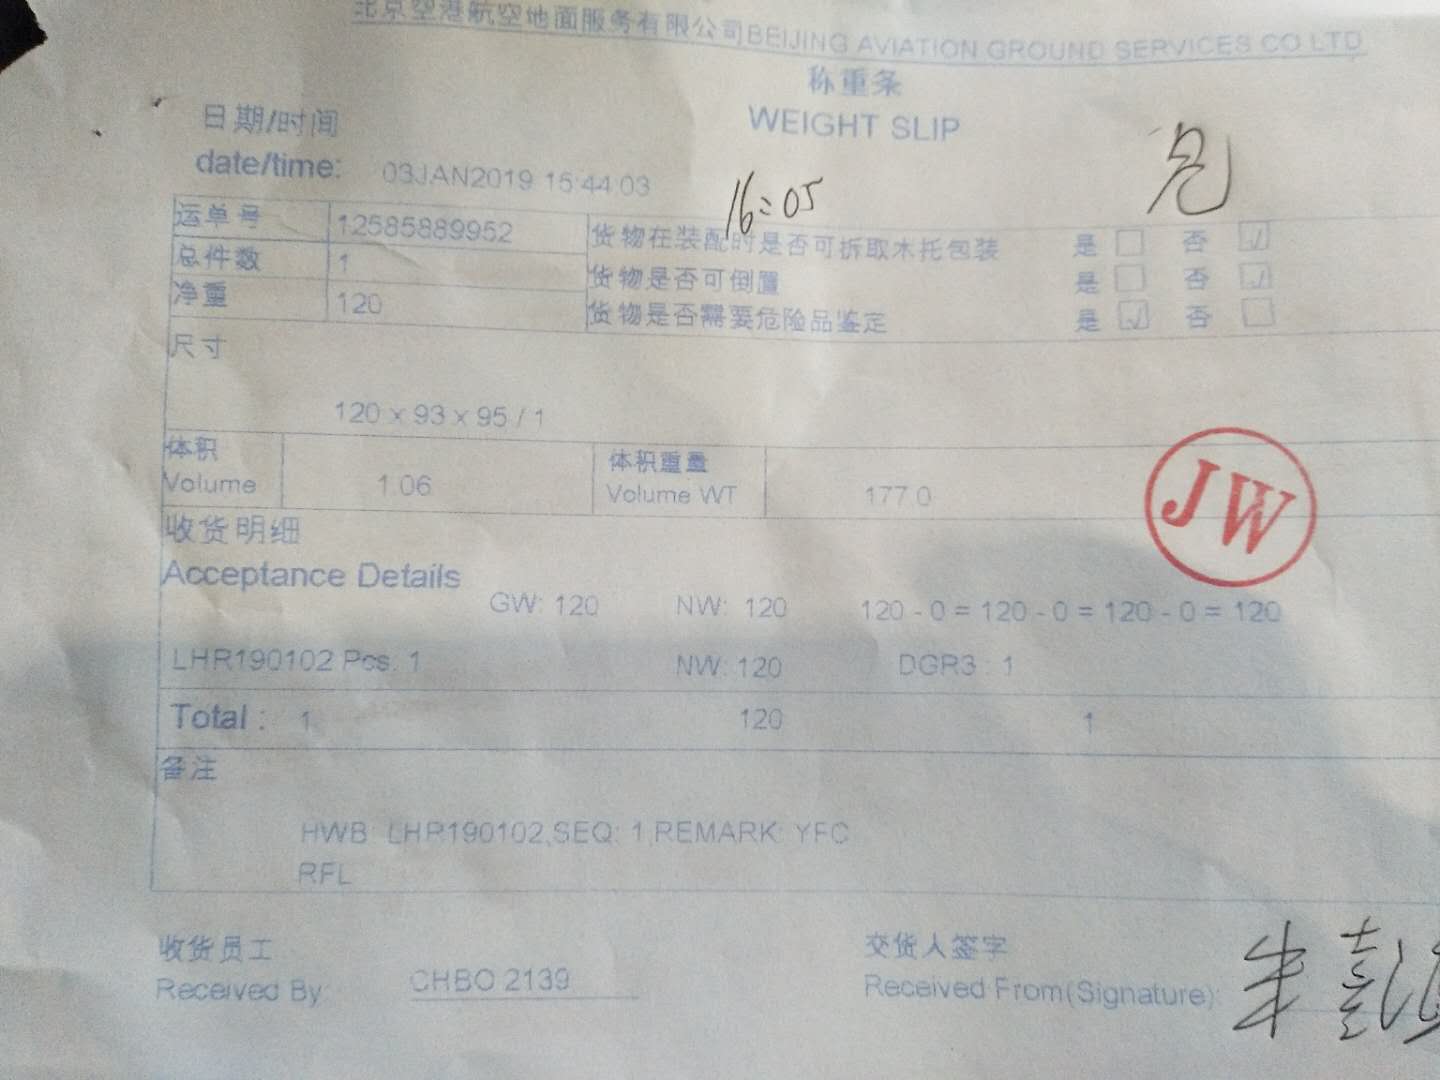 北京空港航空地面服务有限公司BEIJING AVIATION GROUND SERVICES CO LTD
称重条
WEIGHT SLIP
日期/时间
date/time: 03JAN2019 15:44:03
16:05
运单号 12585889952 货物在装配时是否可拆取木托包装 是 否 √
总件数 1 货物是否可倒置 是 否 √
净重 120 货物是否需要危险品鉴定 是 √ 否
尺寸
120 x 93 x 95 / 1
体积 体积重量
Volume 1.06 Volume WT 177.0
JW
收货明细
Acceptance Details
GW: 120 NW: 120 120 - 0 = 120 - 0 = 120 - 0 = 120
LHR190102 Pcs: 1 NW: 120 DGR3 : 1
Total : 1 120 1
备注
HWB: LHR190102,SEQ: 1,REMARK: YFC
RFL
收货员工 交货人签字
Received By: CHBO 2139 Received From(Signature):
朱